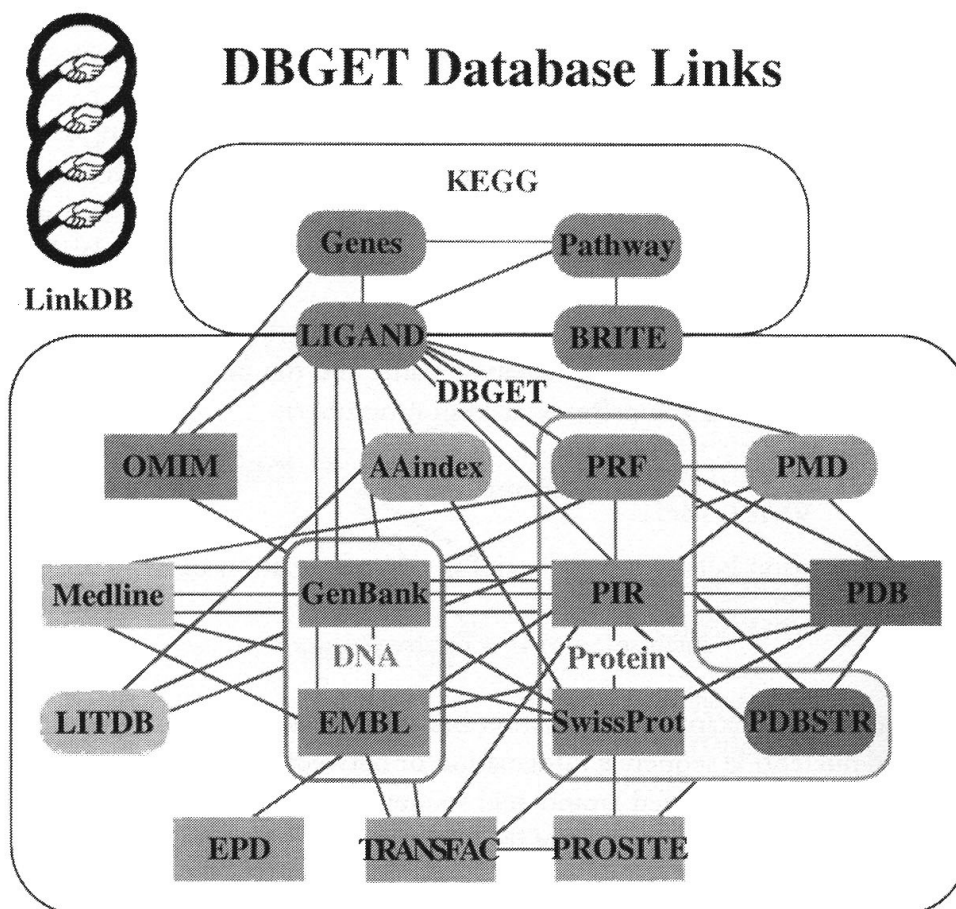 DBGET Database Links
KEGG
Genes
Pathway
LinkDB
LIGAND
BRITE
DBGET
OMIM
AAindex
PRF
PMD
Medline
GenBank
PIR
PDB
DNA
Protein
LITDB
EMBL
SwissProt
PDBSTR
EPD
TRANSFAC
PROSITE